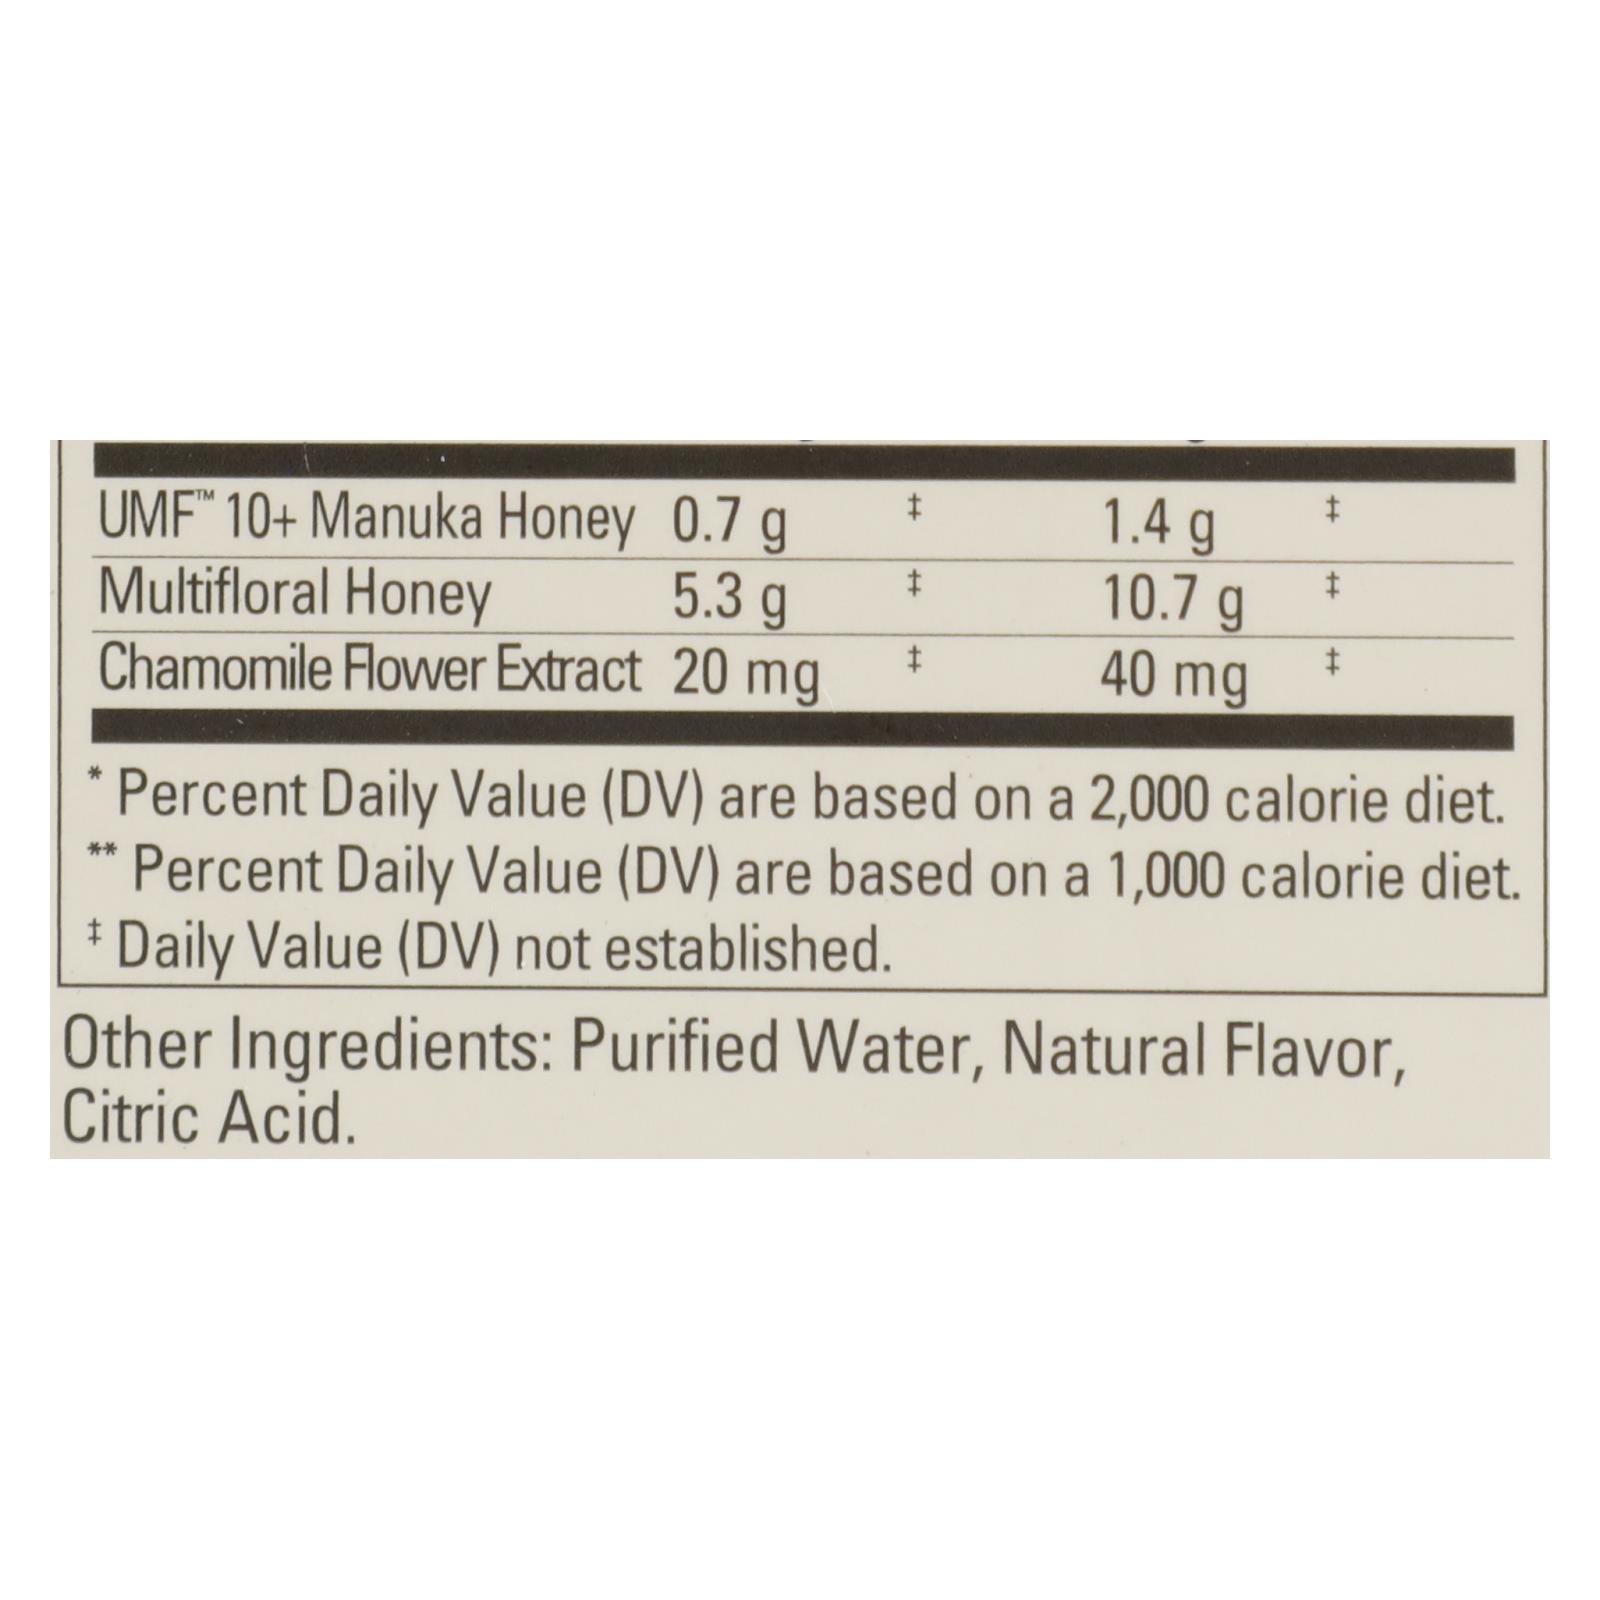 UMF™ 10+ Manuka Honey 0.7 g ‡ 1.4 g ‡
Multifloral Honey 5.3 g ‡ 10.7 g ‡
Chamomile Flower Extract 20 mg ‡ 40 mg ‡
* Percent Daily Value (DV) are based on a 2,000 calorie diet.
** Percent Daily Value (DV) are based on a 1,000 calorie diet.
‡ Daily Value (DV) not established.
Other Ingredients: Purified Water, Natural Flavor,
Citric Acid.